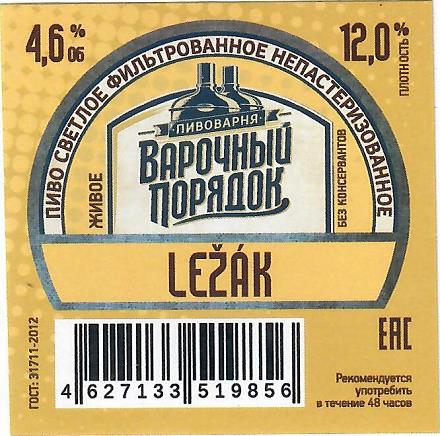 4,6 % об
12,0 %
ПЛОТНОСТЬ
ПИВО СВЕТЛОЕ ФИЛЬТРОВАННОЕ НЕПАСТЕРИЗОВАННОЕ
ПИВОВАРНЯ
ВАРОЧНЫЙ
ПОРЯДОК
ЖИВОЕ
БЕЗ КОНСЕРВАНТОВ
LEŽÁK
ГОСТ: 31711-2012
4 627133 519856
EAC
Рекомендуется
употребить
в течение 48 часов